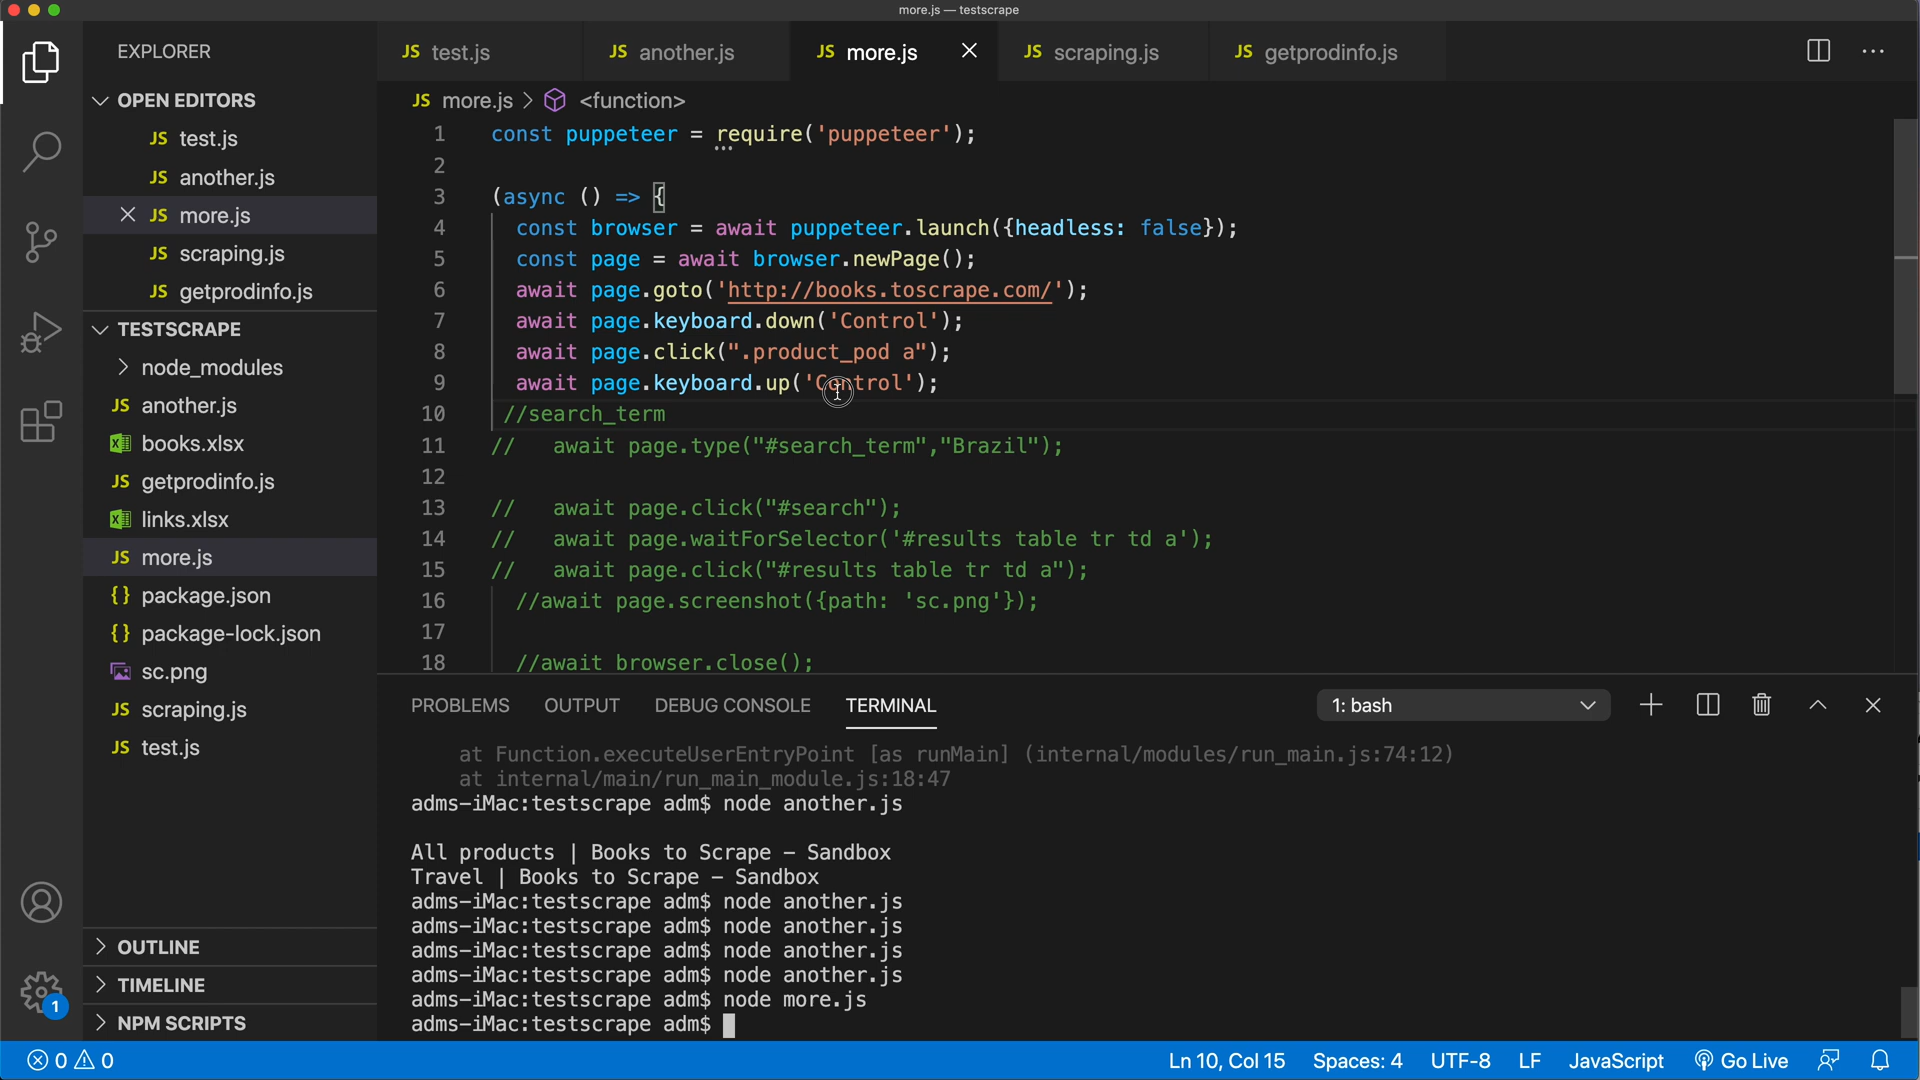 more.js — testscrape
EXPLORER
JS test.js
JS another.js
JS more.js
JS scraping.js
JS getprodinfo.js
OPEN EDITORS
JS test.js
JS another.js
JS more.js
JS scraping.js
JS getprodinfo.js
TESTSCRAPE
node_modules
JS another.js
books.xlsx
JS getprodinfo.js
links.xlsx
JS more.js
{} package.json
{} package-lock.json
sc.png
JS scraping.js
JS test.js
OUTLINE
TIMELINE
NPM SCRIPTS
JS more.js > <function>
1 const puppeteer = require('puppeteer');
2
3 (async () => {
4 const browser = await puppeteer.launch({headless: false});
5 const page = await browser.newPage();
6 await page.goto('http://books.toscrape.com/');
7 await page.keyboard.down('Control');
8 await page.click(".product_pod a");
9 await page.keyboard.up('Control');
10 //search_term
11 // await page.type("#search_term","Brazil");
12
13 // await page.click("#search");
14 // await page.waitForSelector('#results table tr td a');
15 // await page.click("#results table tr td a");
16 //await page.screenshot({path: 'sc.png'});
17
18 //await browser.close();
PROBLEMS OUTPUT DEBUG CONSOLE TERMINAL 1: bash
at Function.executeUserEntryPoint [as runMain] (internal/modules/run_main.js:74:12)
at internal/main/run_main_module.js:18:47
adms-iMac:testscrape adm$ node another.js
All products | Books to Scrape - Sandbox
Travel | Books to Scrape - Sandbox
adms-iMac:testscrape adm$ node another.js
adms-iMac:testscrape adm$ node another.js
adms-iMac:testscrape adm$ node another.js
adms-iMac:testscrape adm$ node another.js
adms-iMac:testscrape adm$ node more.js
adms-iMac:testscrape adm$
1
0 0 Ln 10, Col 15 Spaces: 4 UTF-8 LF JavaScript Go Live